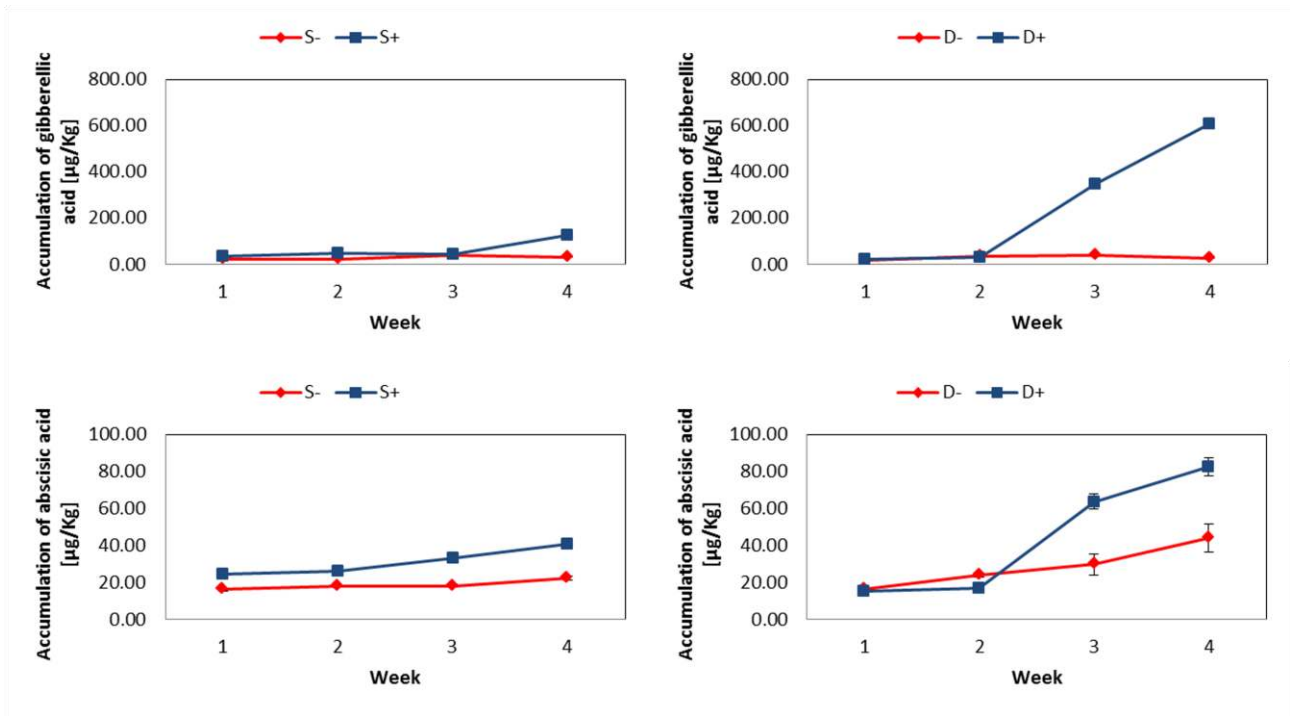 S- S+
Accumulation of gibberellic
acid [µg/Kg]
800.00
600.00
400.00
200.00
0.00
1 2 3 4
Week
D- D+
Accumulation of gibberellic
acid [µg/Kg]
800.00
600.00
400.00
200.00
0.00
1 2 3 4
Week
S- S+
Accumulation of abscisic acid
[µg/Kg]
100.00
80.00
60.00
40.00
20.00
0.00
1 2 3 4
Week
D- D+
Accumulation of abscisic acid
[µg/Kg]
100.00
80.00
60.00
40.00
20.00
0.00
1 2 3 4
Week